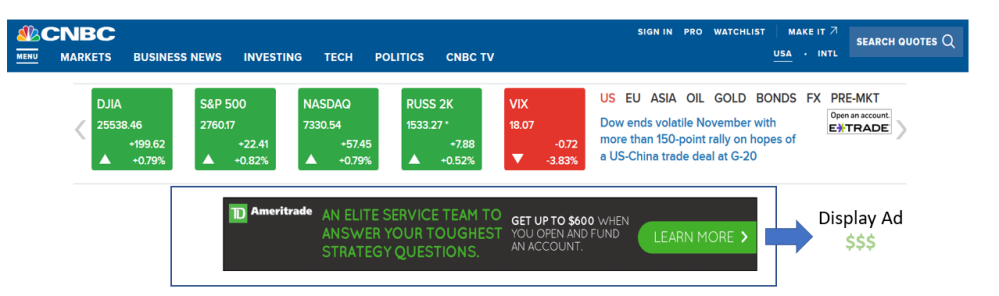 CNBC
SIGN IN PRO WATCHLIST MAKE IT
SEARCH QUOTES
MENU MARKETS BUSINESS NEWS INVESTING TECH POLITICS CNBC TV
USA · INTL
DJIA
25538.46
+199.62
+0.79%
S&P 500
2760.17
+22.41
+0.82%
NASDAQ
7330.54
+57.45
+0.79%
RUSS 2K
1533.27 *
+7.88
+0.52%
VIX
18.07
-0.72
-3.83%
US EU ASIA OIL GOLD BONDS FX PRE-MKT
Dow ends volatile November with
more than 150-point rally on hopes of
a US-China trade deal at G-20
Open an account.
E*TRADE
TD Ameritrade
AN ELITE SERVICE TEAM TO
ANSWER YOUR TOUGHEST
STRATEGY QUESTIONS.
GET UP TO $600 WHEN
YOU OPEN AND FUND
AN ACCOUNT.
LEARN MORE >
Display Ad
$$$